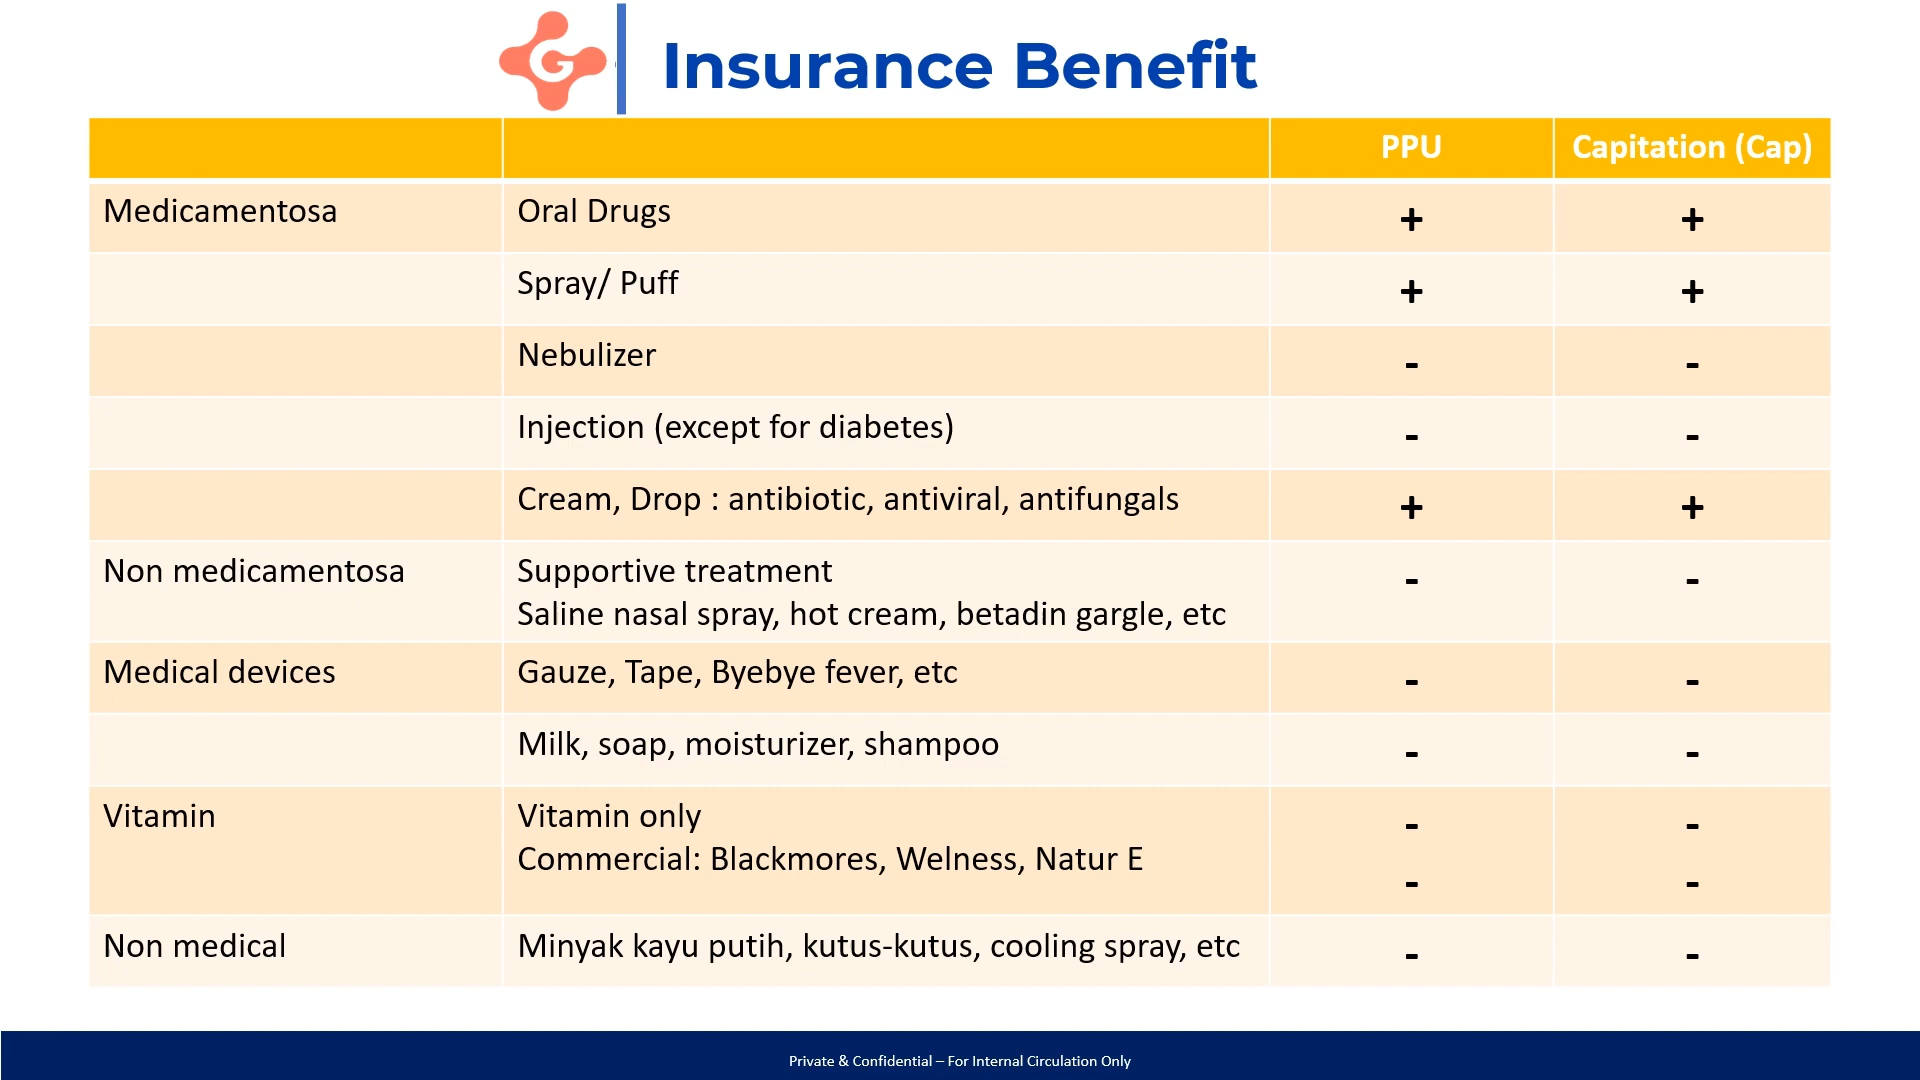 G
Insurance Benefit
PPU Capitation (Cap)
Medicamentosa Oral Drugs + +
Spray/ Puff + +
Nebulizer - -
Injection (except for diabetes) - -
Cream, Drop : antibiotic, antiviral, antifungals + +
Non medicamentosa Supportive treatment - -
Saline nasal spray, hot cream, betadin gargle, etc
Medical devices Gauze, Tape, Byebye fever, etc - -
Milk, soap, moisturizer, shampoo - -
Vitamin Vitamin only - -
Commercial: Blackmores, Welness, Natur E - -
Non medical Minyak kayu putih, kutus-kutus, cooling spray, etc - -
Private & Confidential – For Internal Circulation Only